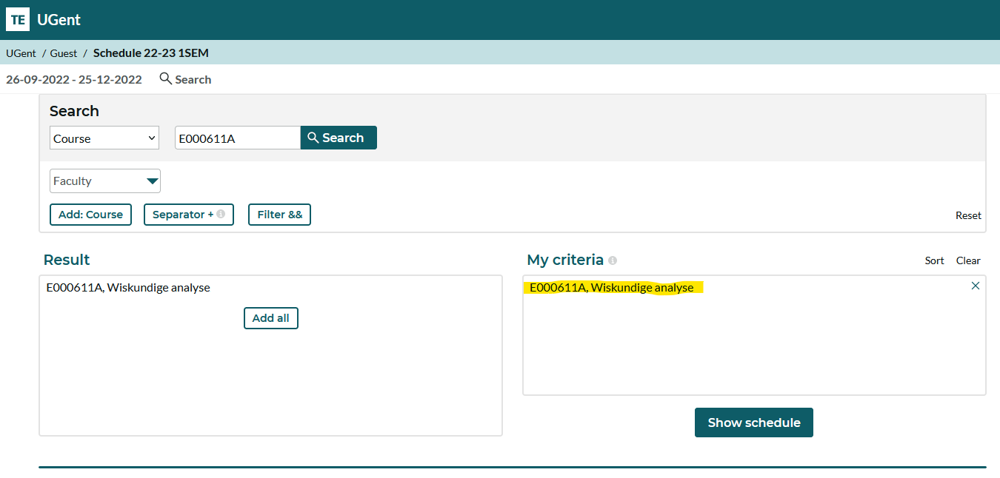 TE UGent
UGent / Guest / Schedule 22-23 1SEM
26-09-2022 - 25-12-2022 Search
Search
Course E000611A Search
Faculty
Add: Course Separator + Filter && Reset
Result
E000611A, Wiskundige analyse
Add all
My criteria Sort Clear
E000611A, Wiskundige analyse
Show schedule